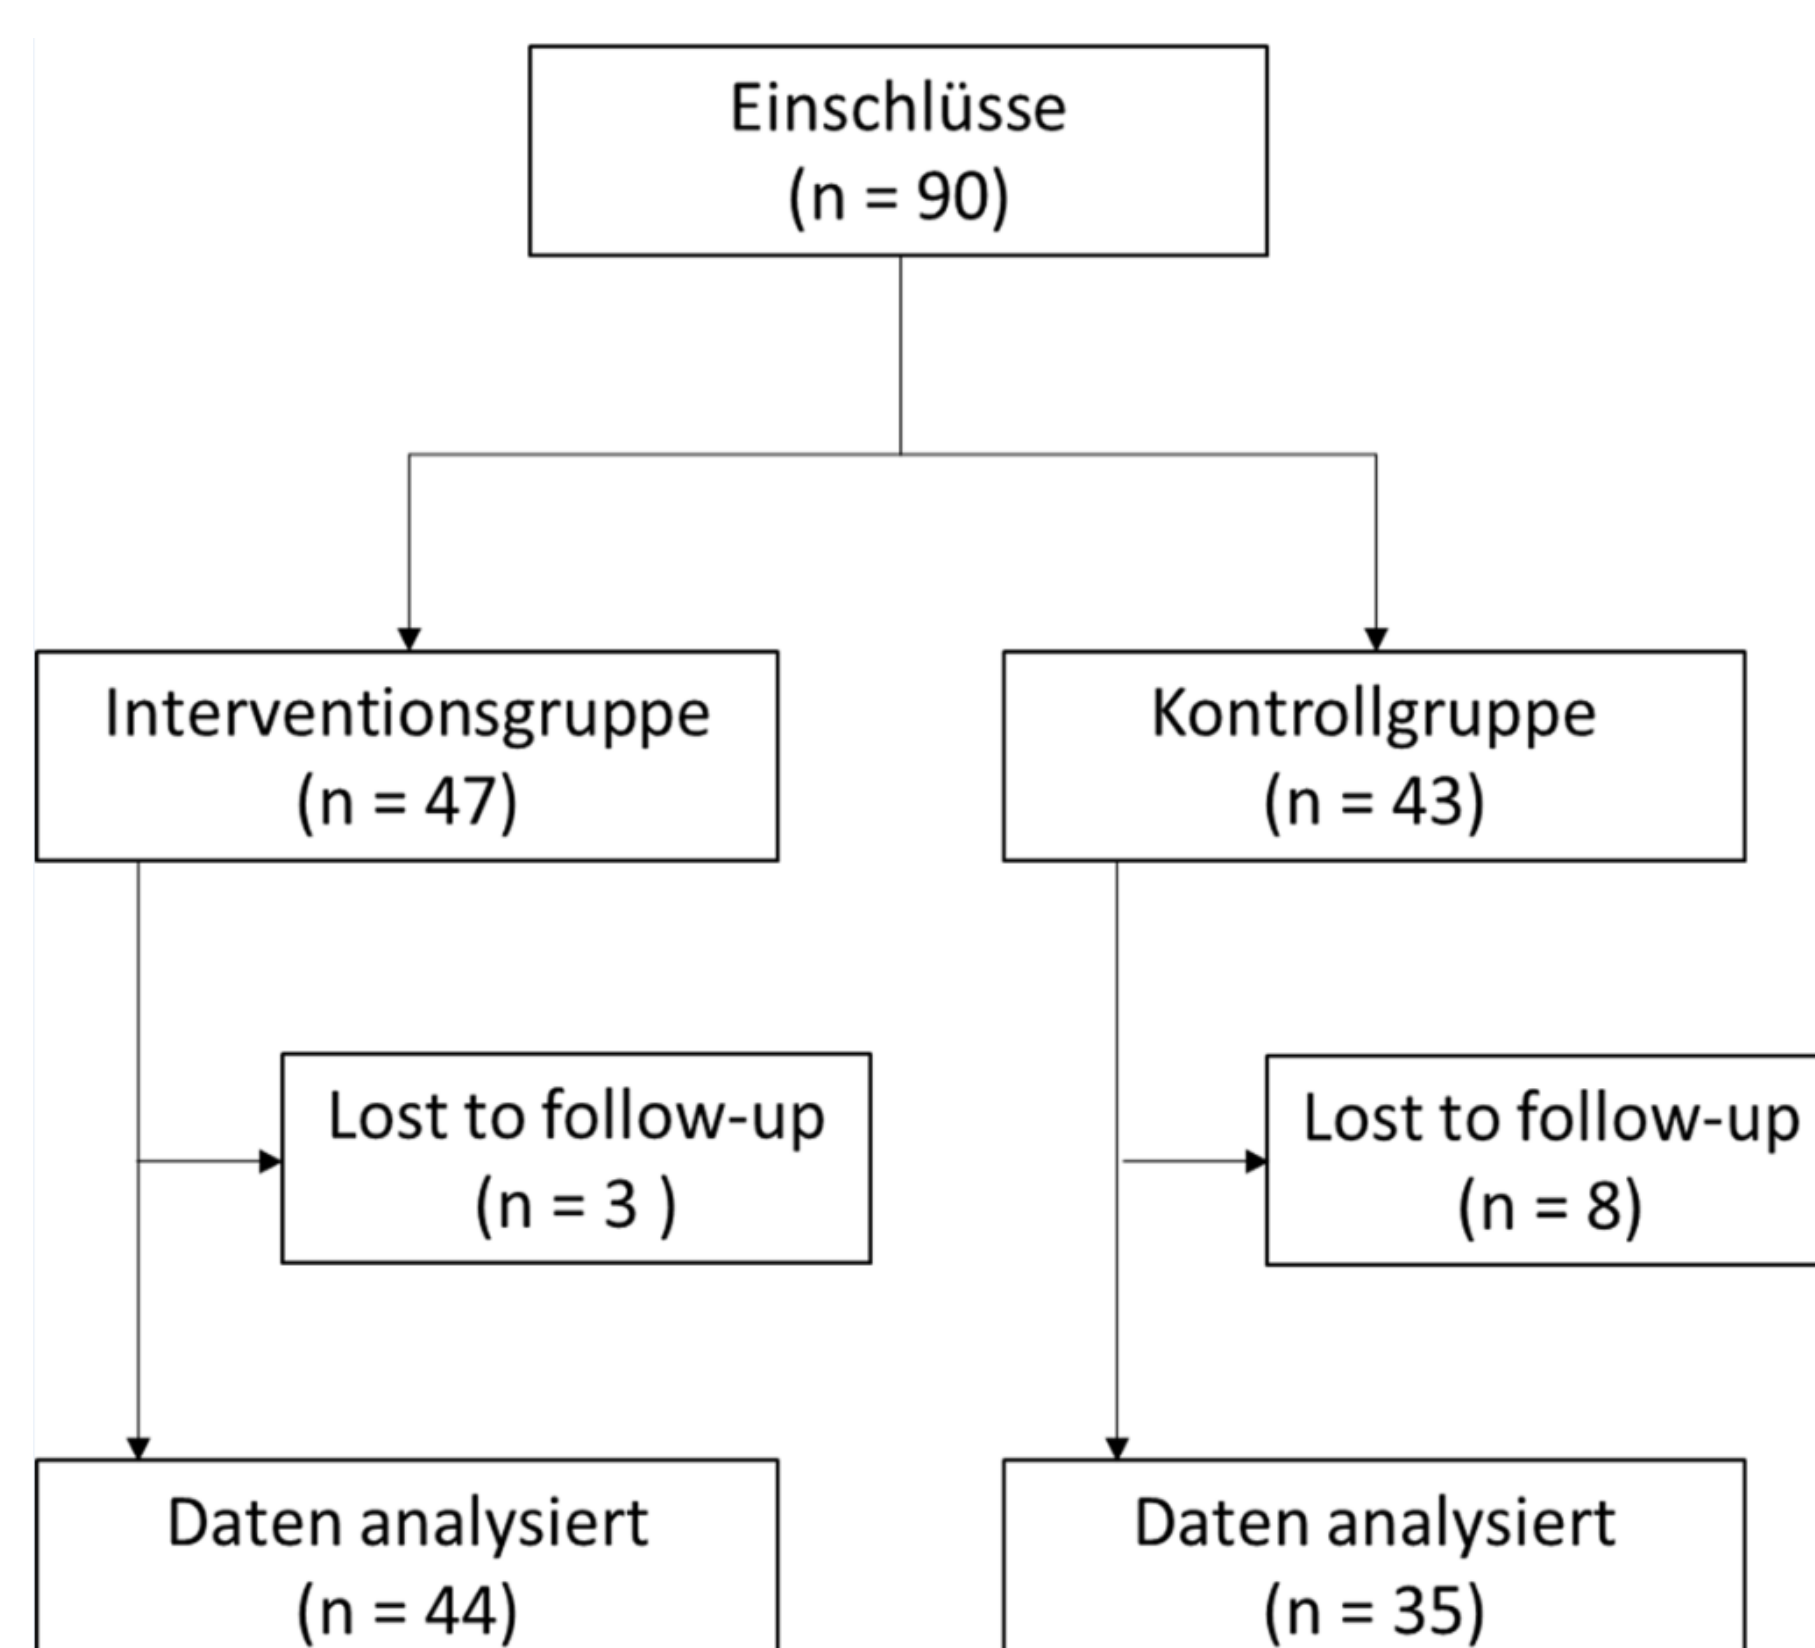 Einschlüsse
(n = 90)
Interventionsgruppe
(n = 47)
Kontrollgruppe
(n = 43)
Lost to follow-up
(n = 3 )
Lost to follow-up
(n = 8)
Daten analysiert
(n = 44)
Daten analysiert
(n = 35)